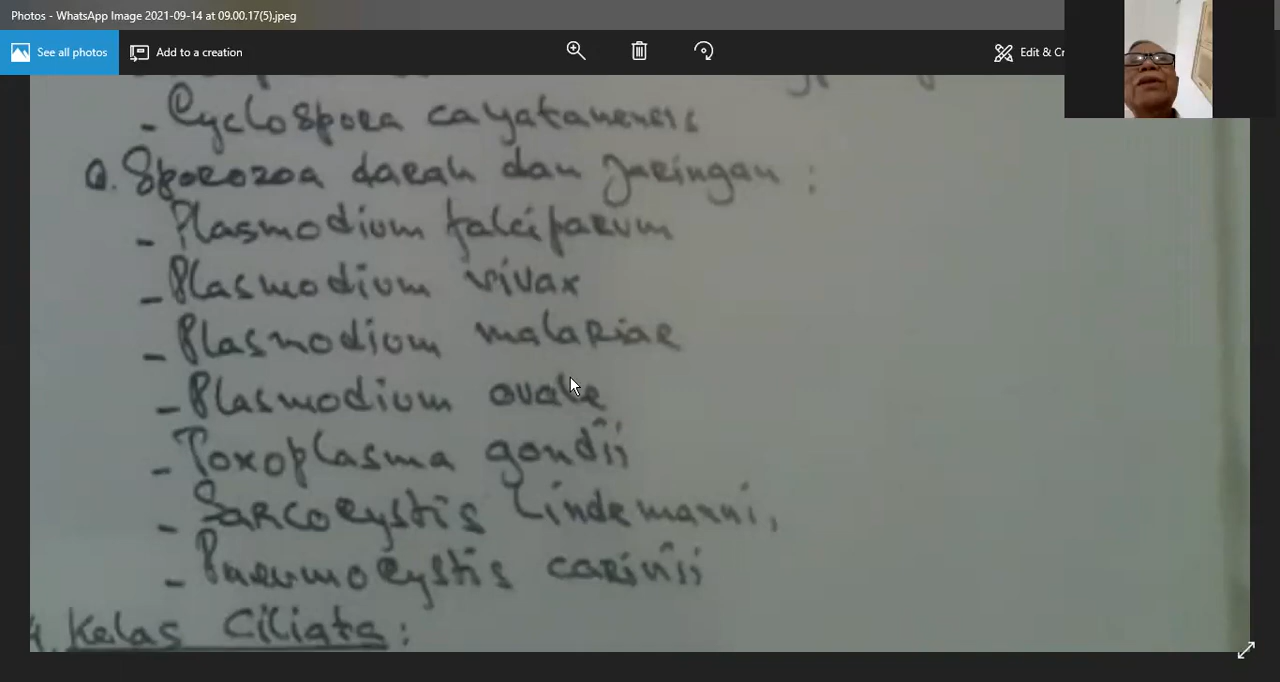 Photos - WhatsApp Image 2021-09-14 at 09.00.17(5).jpeg
See all photos
Add to a creation
Edit & Cr
- Cyclospora cayatanensis
Q. Sporozoa darah dan Jaringan :
- Plasmodium falciparum
- Plasmodium vivax
- Plasmodium malariae
- Plasmodium ovale
- Toxoplasma gondii
- Sarcocystis Lindemanni,
- Pneumocystis carinii
4. Kelas Ciliata :